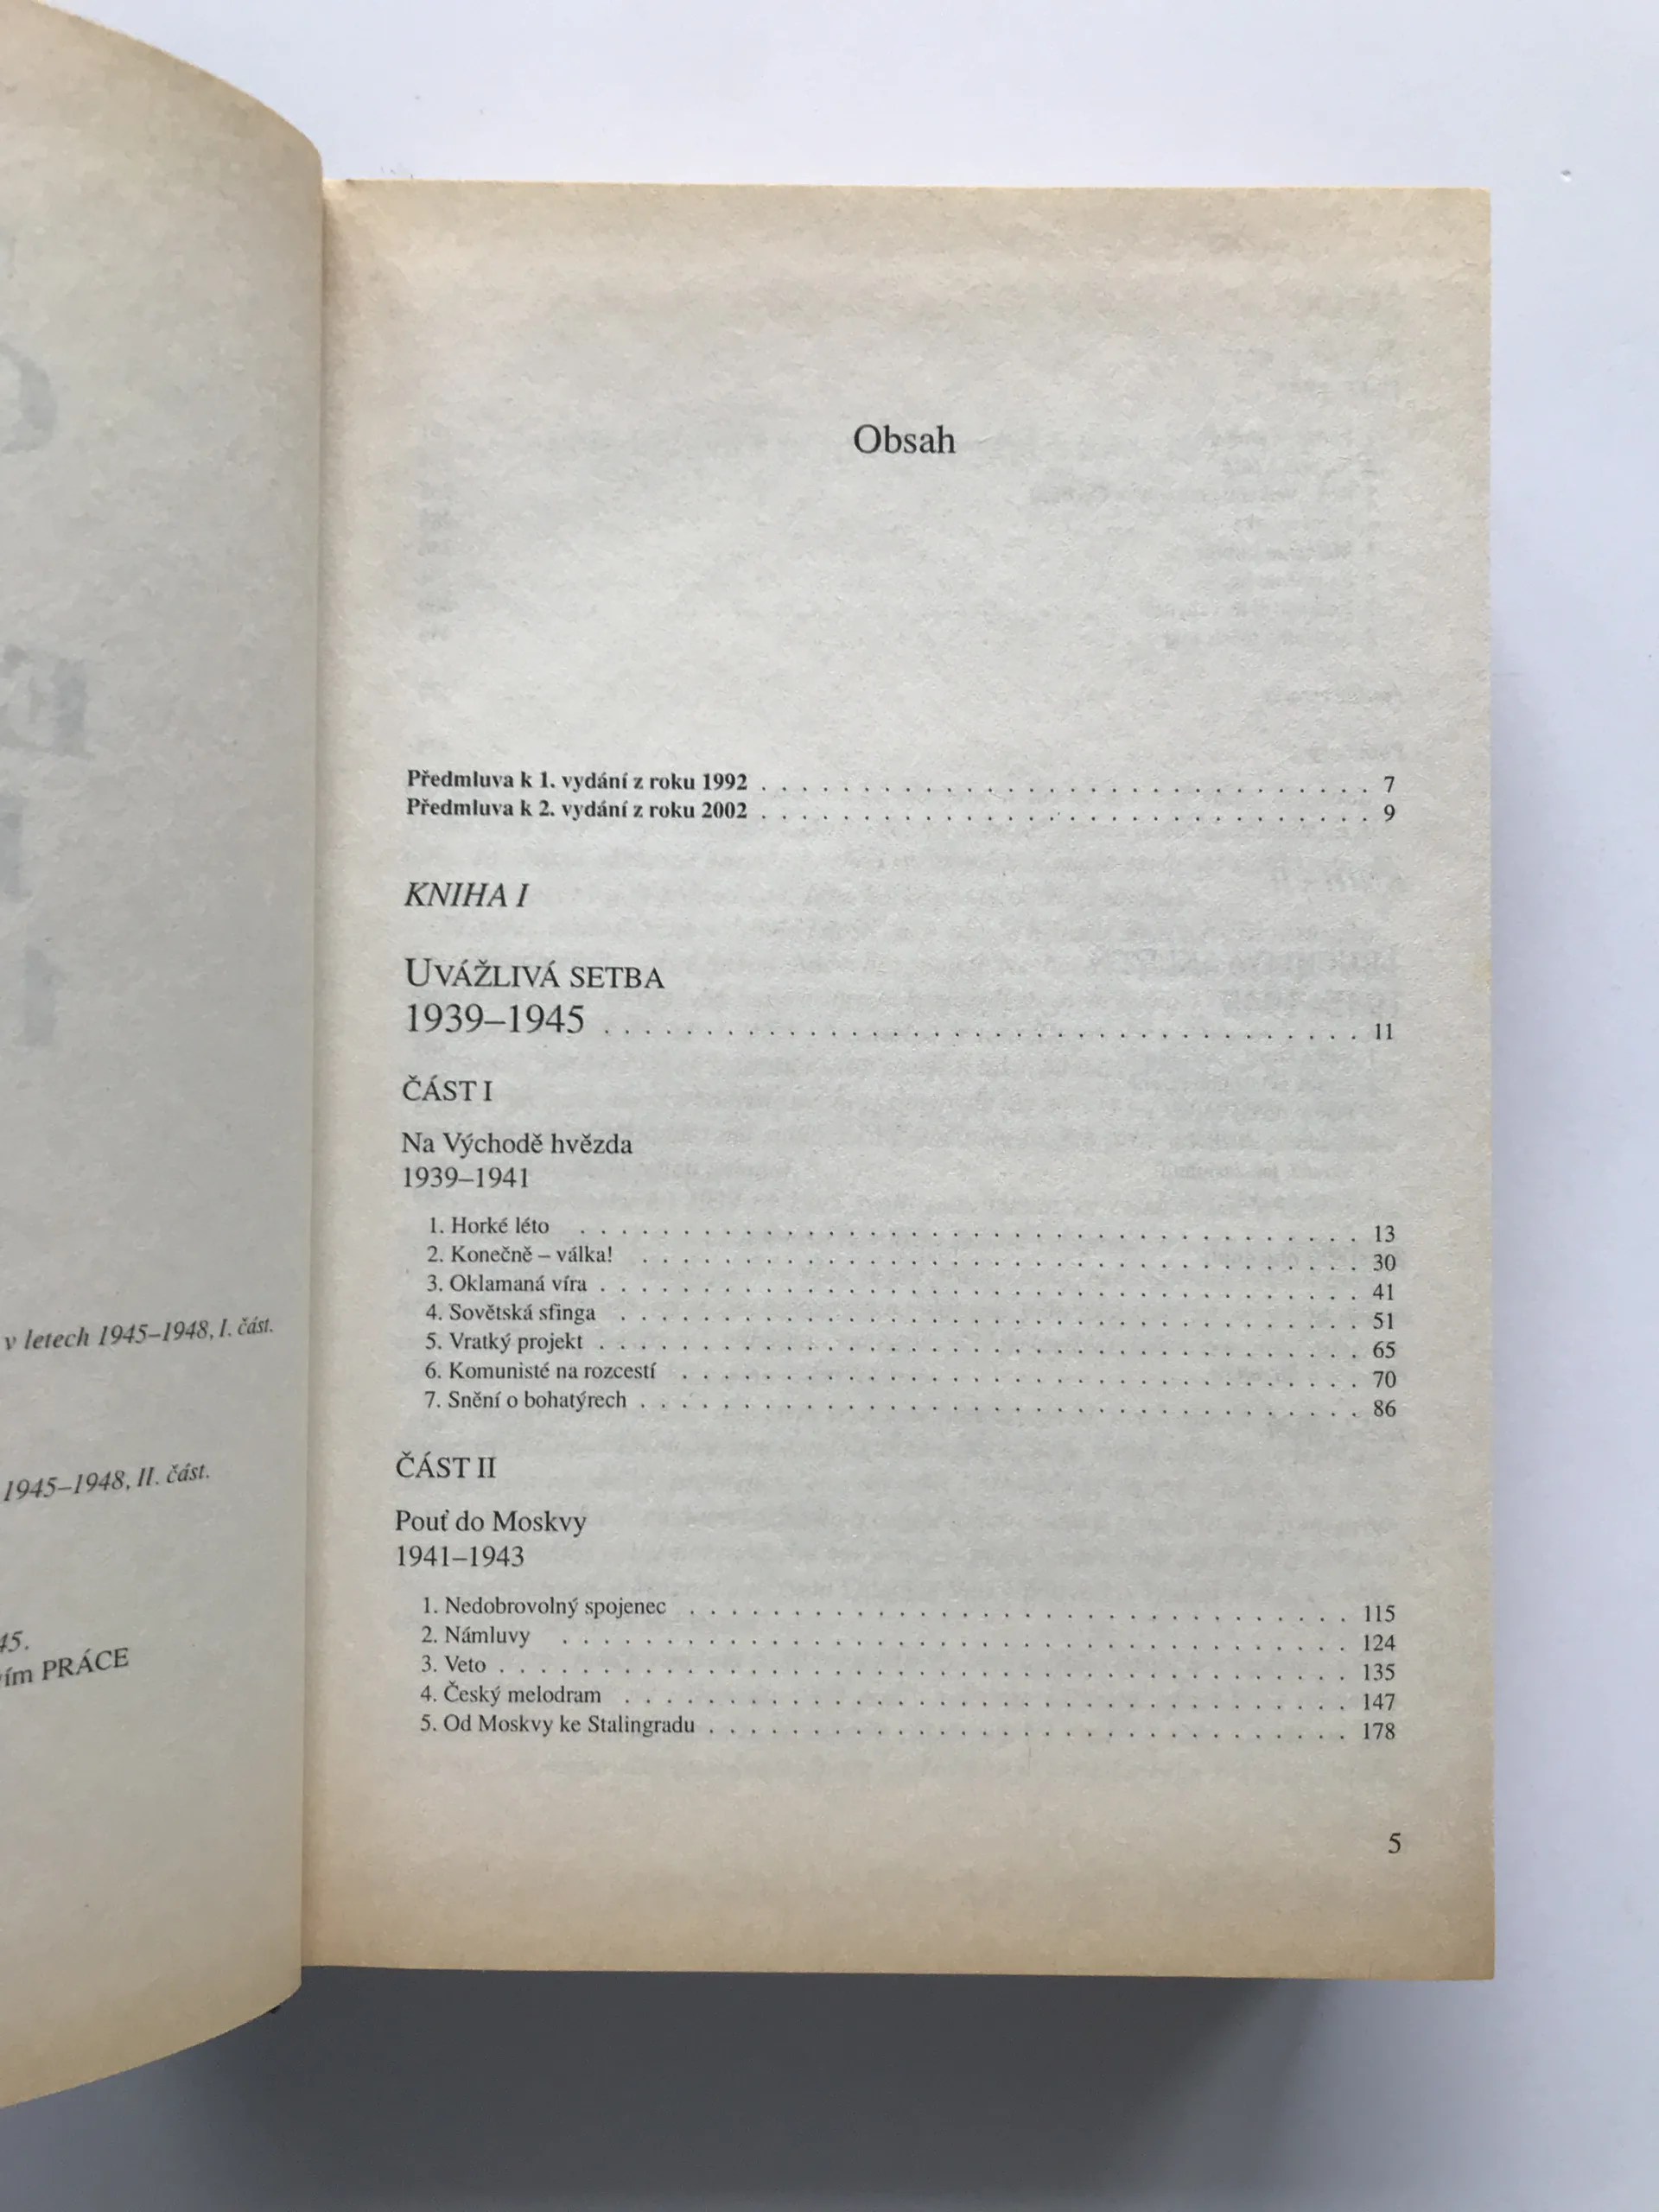 v letech 1945–1948, I. část.
1945–1948, II. část.
45.
ím PRÁCE
Obsah
Předmluva k 1. vydání z roku 1992 . . . . . . . . . . . . . . . . . . . . . . . . . . . . . . 7
Předmluva k 2. vydání z roku 2002 . . . . . . . . . . . . . . . . . . . . . . . . . . . . . . 9
KNIHA I
UVÁŽLIVÁ SETBA
1939–1945 . . . . . . . . . . . . . . . . . . . . . . . . . . . . . . . . . . . . . 11
ČÁST I
Na Východě hvězda
1939–1941
1. Horké léto . . . . . . . . . . . . . . . . . . . . . . . . . . . . . . . . . . . . . . 13
2. Konečně – válka! . . . . . . . . . . . . . . . . . . . . . . . . . . . . . . . . . . . 30
3. Oklamaná víra . . . . . . . . . . . . . . . . . . . . . . . . . . . . . . . . . . . . . 41
4. Sovětská sfinga . . . . . . . . . . . . . . . . . . . . . . . . . . . . . . . . . . . . 51
5. Vratký projekt . . . . . . . . . . . . . . . . . . . . . . . . . . . . . . . . . . . . . 65
6. Komunisté na rozcestí . . . . . . . . . . . . . . . . . . . . . . . . . . . . . . . . . 70
7. Snění o bohatýrech . . . . . . . . . . . . . . . . . . . . . . . . . . . . . . . . . . . 86
ČÁST II
Pouť do Moskvy
1941–1943
1. Nedobrovolný spojenec . . . . . . . . . . . . . . . . . . . . . . . . . . . . . . . . 115
2. Námluvy . . . . . . . . . . . . . . . . . . . . . . . . . . . . . . . . . . . . . . 124
3. Veto . . . . . . . . . . . . . . . . . . . . . . . . . . . . . . . . . . . . . . . . . 135
4. Český melodram . . . . . . . . . . . . . . . . . . . . . . . . . . . . . . . . . . . 147
5. Od Moskvy ke Stalingradu . . . . . . . . . . . . . . . . . . . . . . . . . . . . . . . 178
5